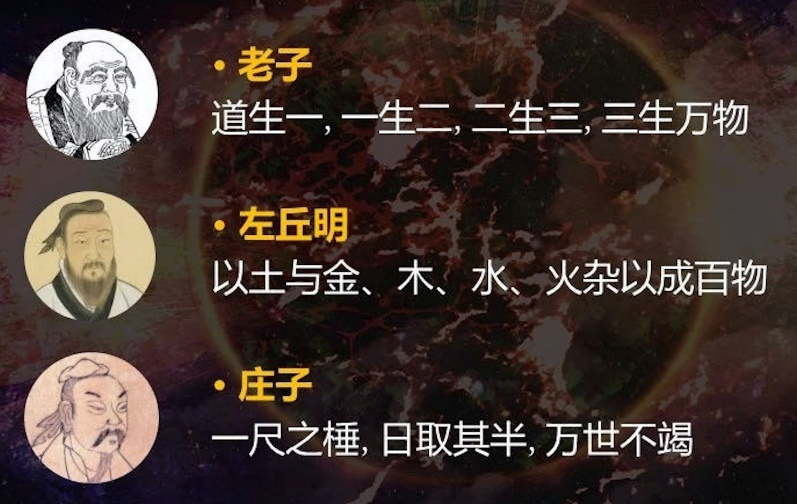 • 老子
道生一, 一生二, 二生三, 三生万物
• 左丘明
以土与金、木、水、火杂以成百物
• 庄子
一尺之棰, 日取其半, 万世不竭